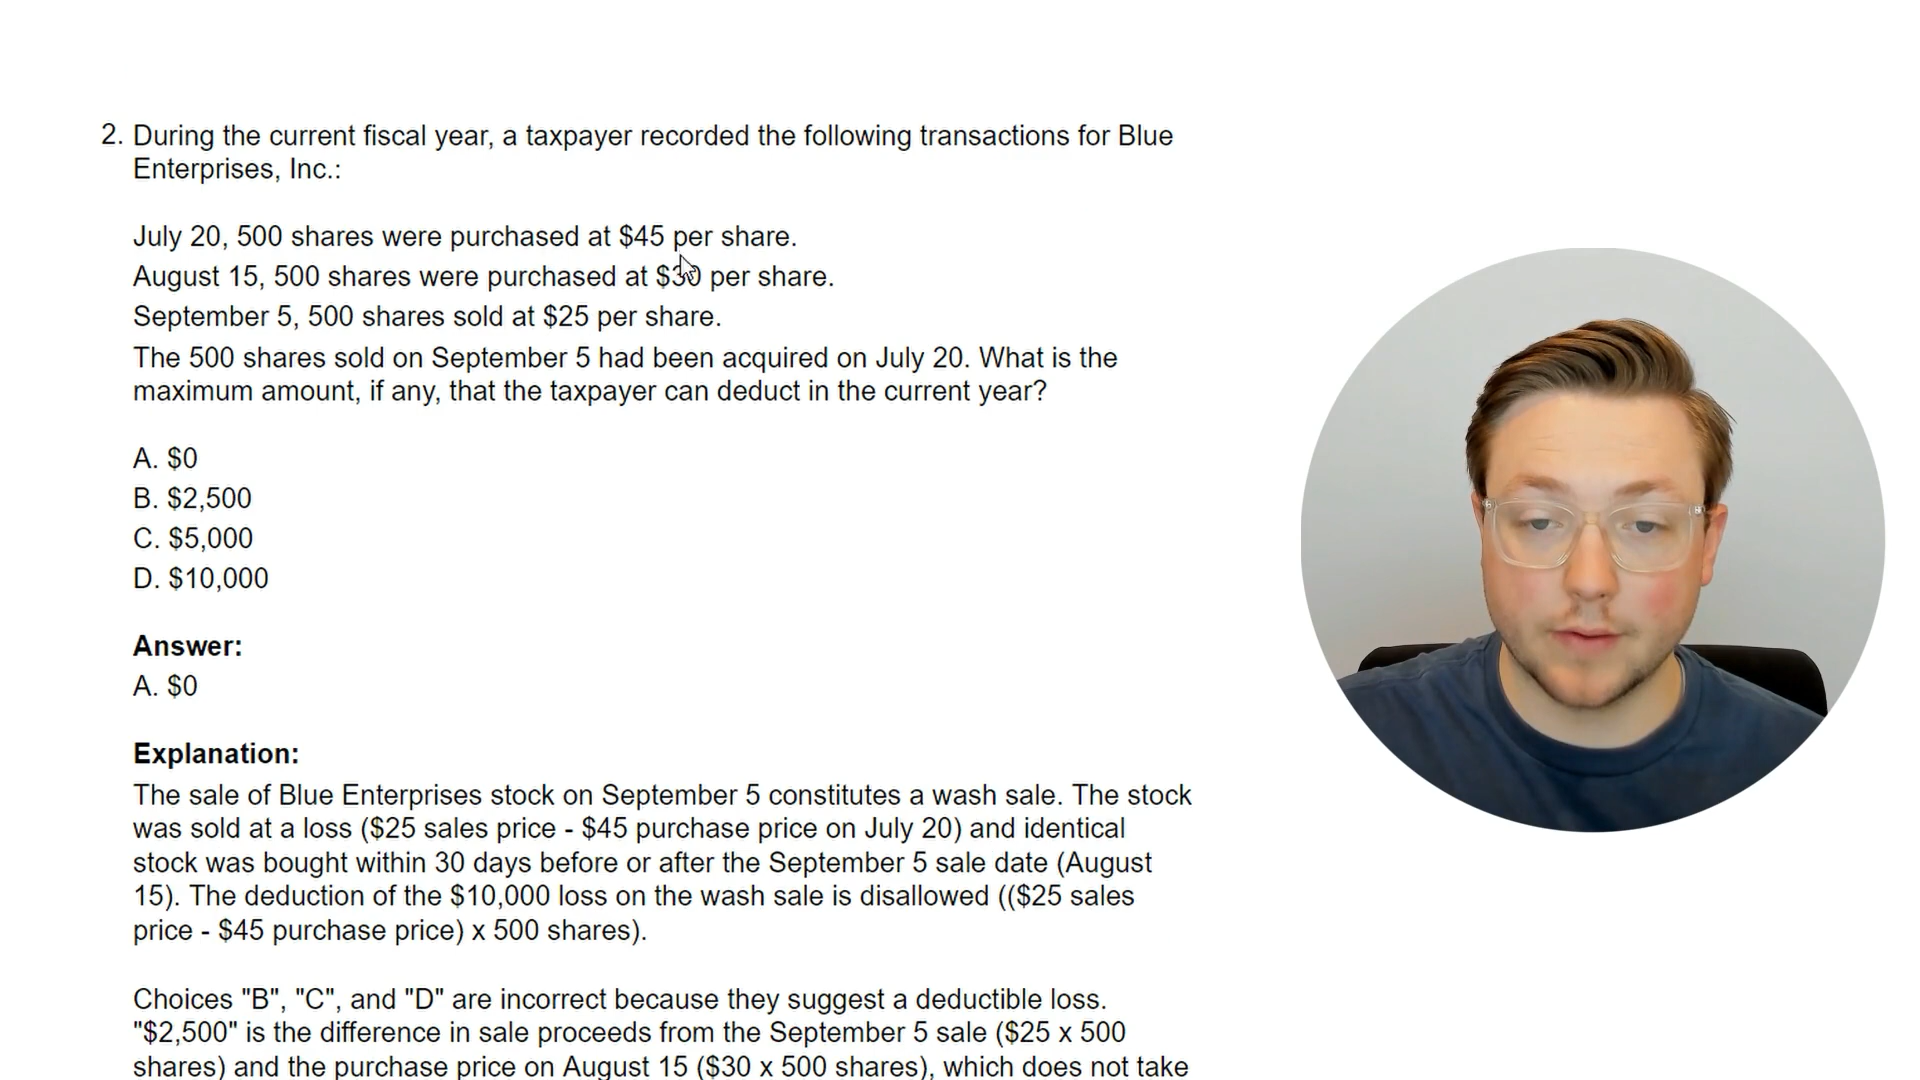 2. During the current fiscal year, a taxpayer recorded the following transactions for Blue
Enterprises, Inc.:
July 20, 500 shares were purchased at $45 per share.
August 15, 500 shares were purchased at $30 per share.
September 5, 500 shares sold at $25 per share.
The 500 shares sold on September 5 had been acquired on July 20. What is the
maximum amount, if any, that the taxpayer can deduct in the current year?
A. $0
B. $2,500
C. $5,000
D. $10,000
Answer:
A. $0
Explanation:
The sale of Blue Enterprises stock on September 5 constitutes a wash sale. The stock
was sold at a loss ($25 sales price - $45 purchase price on July 20) and identical
stock was bought within 30 days before or after the September 5 sale date (August
15). The deduction of the $10,000 loss on the wash sale is disallowed (($25 sales
price - $45 purchase price) x 500 shares).
Choices "B", "C", and "D" are incorrect because they suggest a deductible loss.
"$2,500" is the difference in sale proceeds from the September 5 sale ($25 x 500
shares) and the purchase price on August 15 ($30 x 500 shares), which does not take